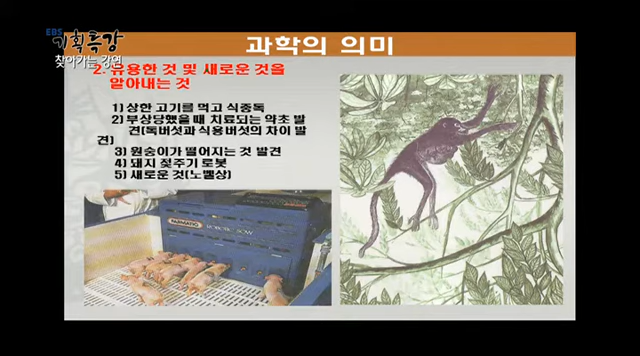 EBS
기획특강
찾아가는 강연
과학의 의미
2. 유용한 것 및 새로운 것을
알아내는 것
1) 상한 고기를 먹고 식중독
2) 부상당했을 때 치료되는 약초 발
견(독버섯과 식용버섯의 차이 발
견)
3) 원숭이가 떨어지는 것 발견
4) 돼지 젖주기 로봇
5) 새로운 것(노벨상)
ROBOTIC SOW